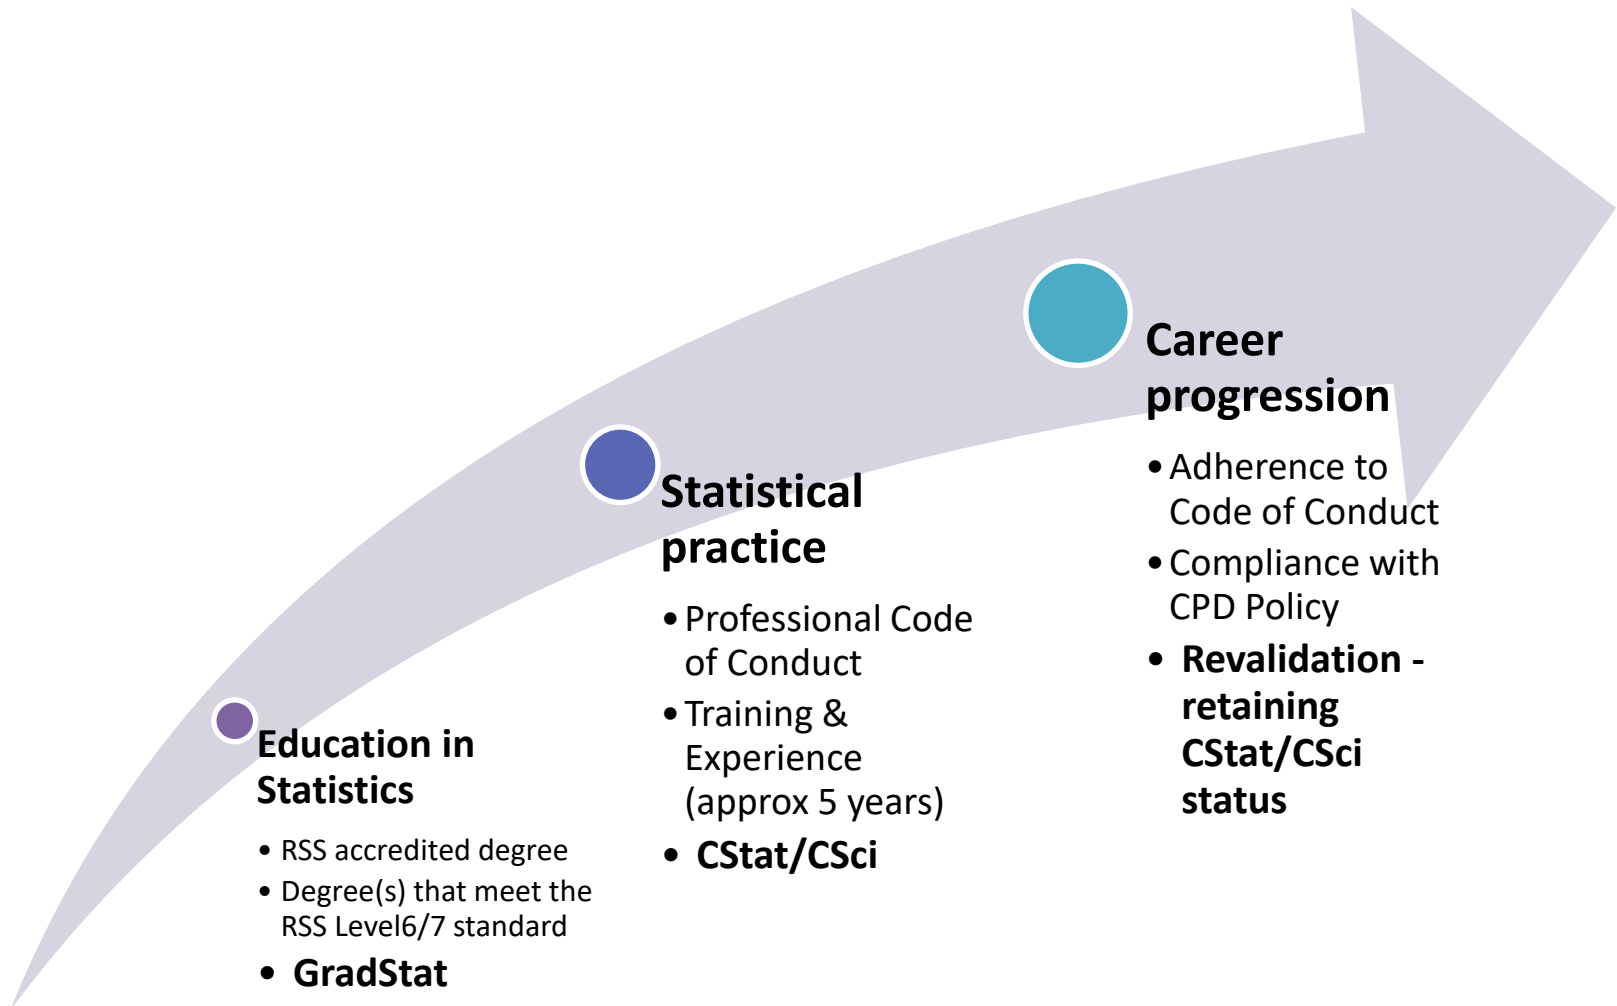 Education in
Statistics
• RSS accredited degree
• Degree(s) that meet the
RSS Level6/7 standard
• GradStat
Statistical
practice
• Professional Code
of Conduct
• Training &
Experience
(approx 5 years)
• CStat/CSci
Career
progression
• Adherence to
Code of Conduct
• Compliance with
CPD Policy
• Revalidation -
retaining
CStat/CSci
status